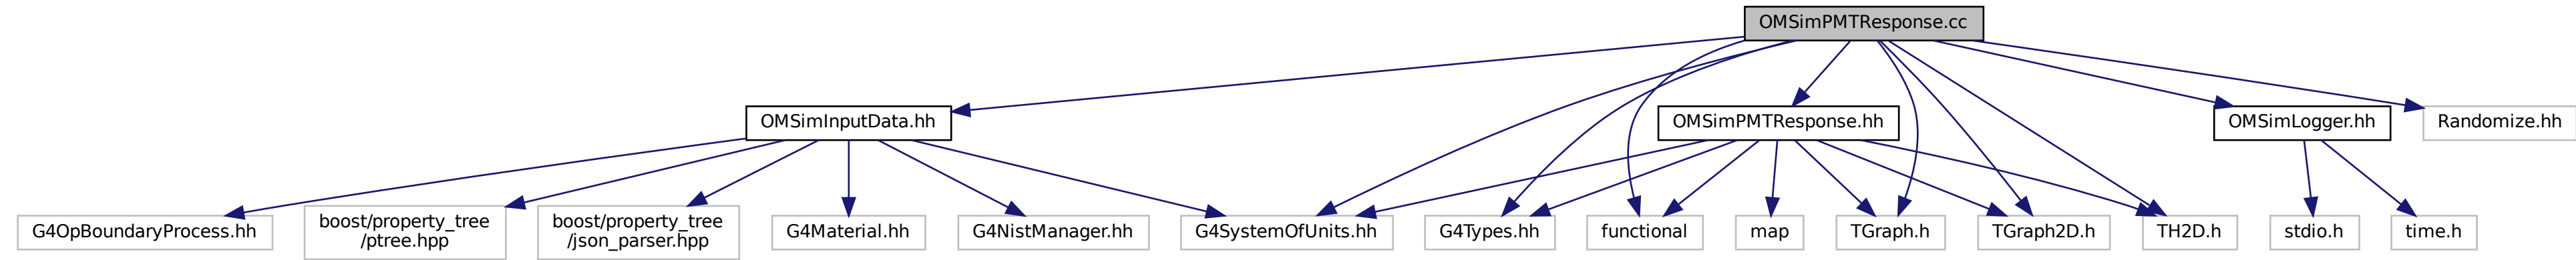 OMSimPMTResponse.cc
OMSimInputData.hh
OMSimPMTResponse.hh
OMSimLogger.hh
Randomize.hh
G4OpBoundaryProcess.hh
boost/property_tree
/ptree.hpp
boost/property_tree
/json_parser.hpp
G4Material.hh
G4NistManager.hh
G4SystemOfUnits.hh
G4Types.hh
functional
map
TGraph.h
TGraph2D.h
TH2D.h
stdio.h
time.h